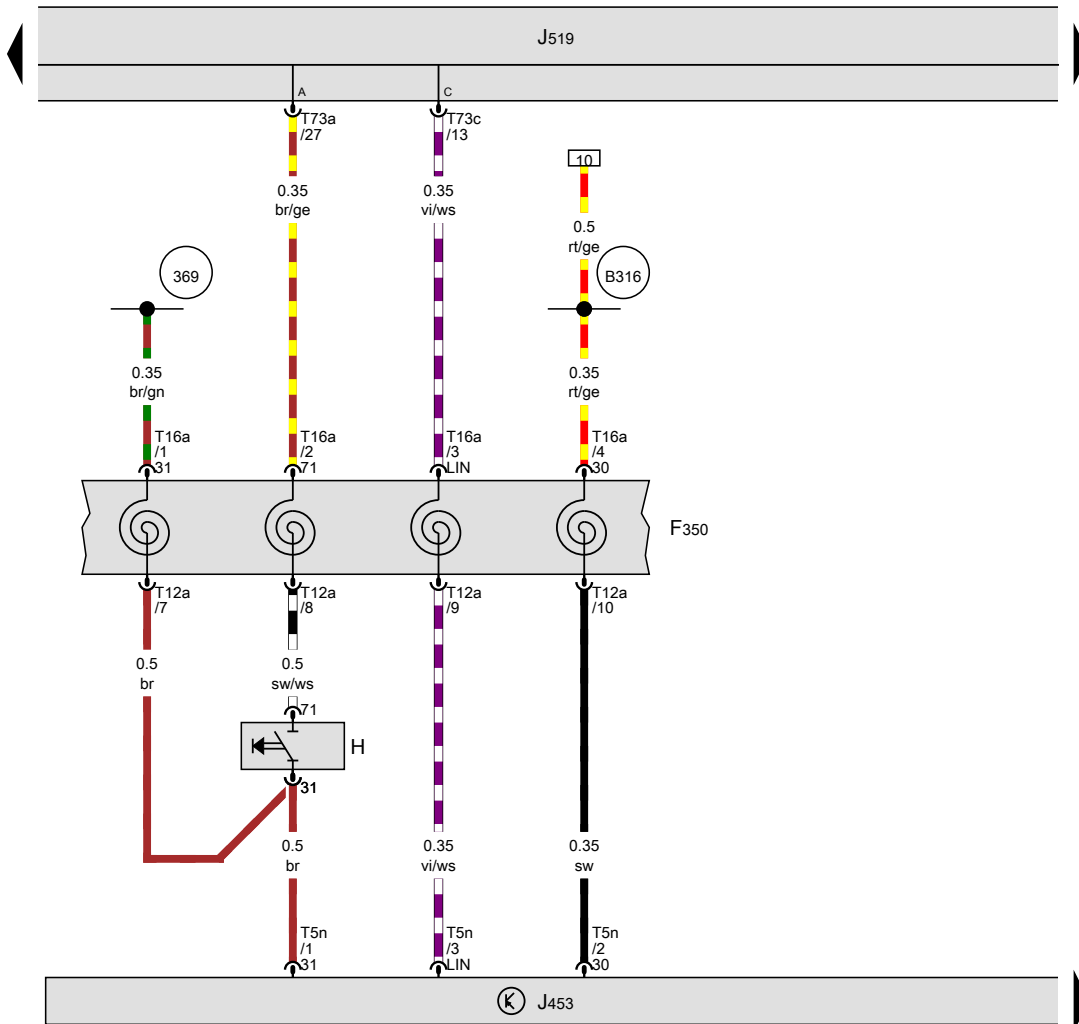 J519
A
C
T73a
/27
T73c
/13
10
0.35
br/ge
0.35
vi/ws
0.5
rt/ge
369
B316
0.35
br/gn
0.35
rt/ge
T16a
/1
31
T16a
/2
71
T16a
/3
LIN
T16a
/4
30
F350
T12a
/7
T12a
/8
T12a
/9
T12a
/10
0.5
br
0.5
sw/ws
71
H
31
0.5
br
0.35
vi/ws
0.35
sw
T5n
/1
31
T5n
/3
LIN
T5n
/2
30
K J453